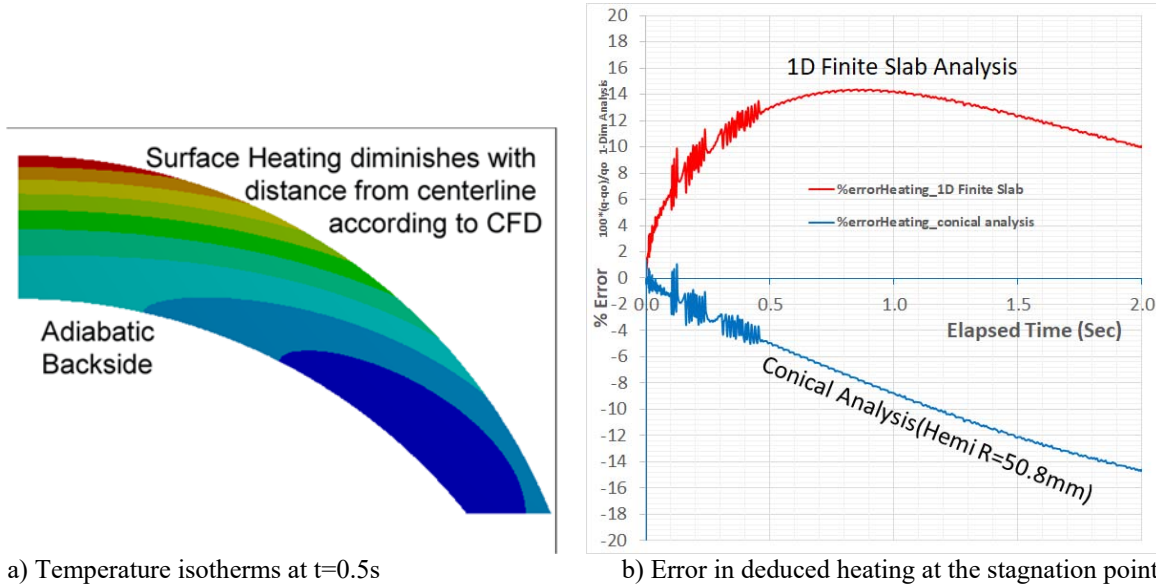 Surface Heating diminishes with
distance from centerline
according to CFD
Adiabatic
Backside
a) Temperature isotherms at t=0.5s
% Error
100*(q-qo)/qo 1-Dim Analysis
20
18
16
14
12
10
8
6
4
2
0
-2
-4
-6
-8
-10
-12
-14
-16
-18
-20
1D Finite Slab Analysis
%errorHeating_1D Finite Slab
%errorHeating_conical analysis
0.0 0.5 1.0 1.5 2.0
Elapsed Time (Sec)
Conical Analysis(Hemi R=50.8mm)
b) Error in deduced heating at the stagnation point